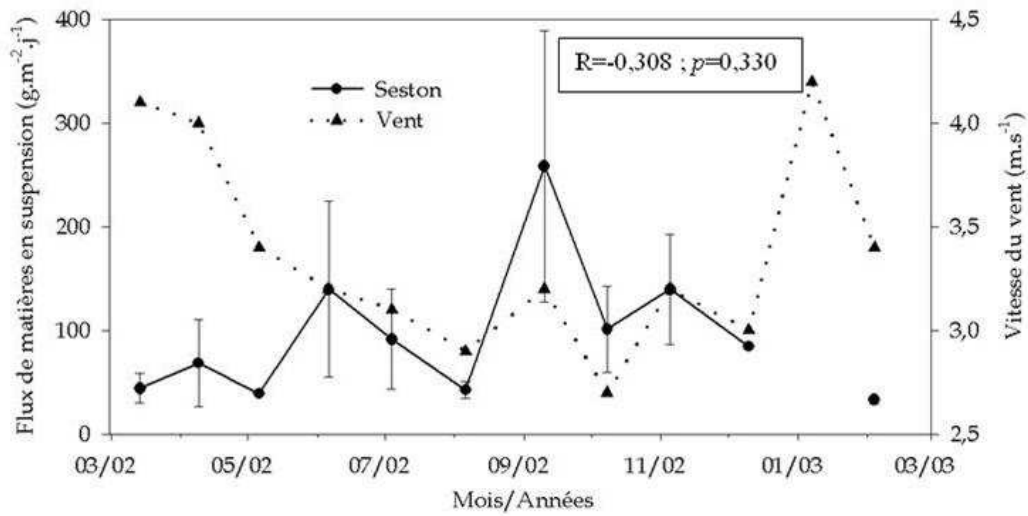 400
300
200
100
0
Flux de matières en suspension (g.m⁻².j⁻¹)
R=-0,308 ; p=0,330
Seston
Vent
4,5
4,0
3,5
3,0
2,5
Vitesse du vent (m.s⁻¹)
03/02 05/02 07/02 09/02 11/02 01/03 03/03
Mois/Années